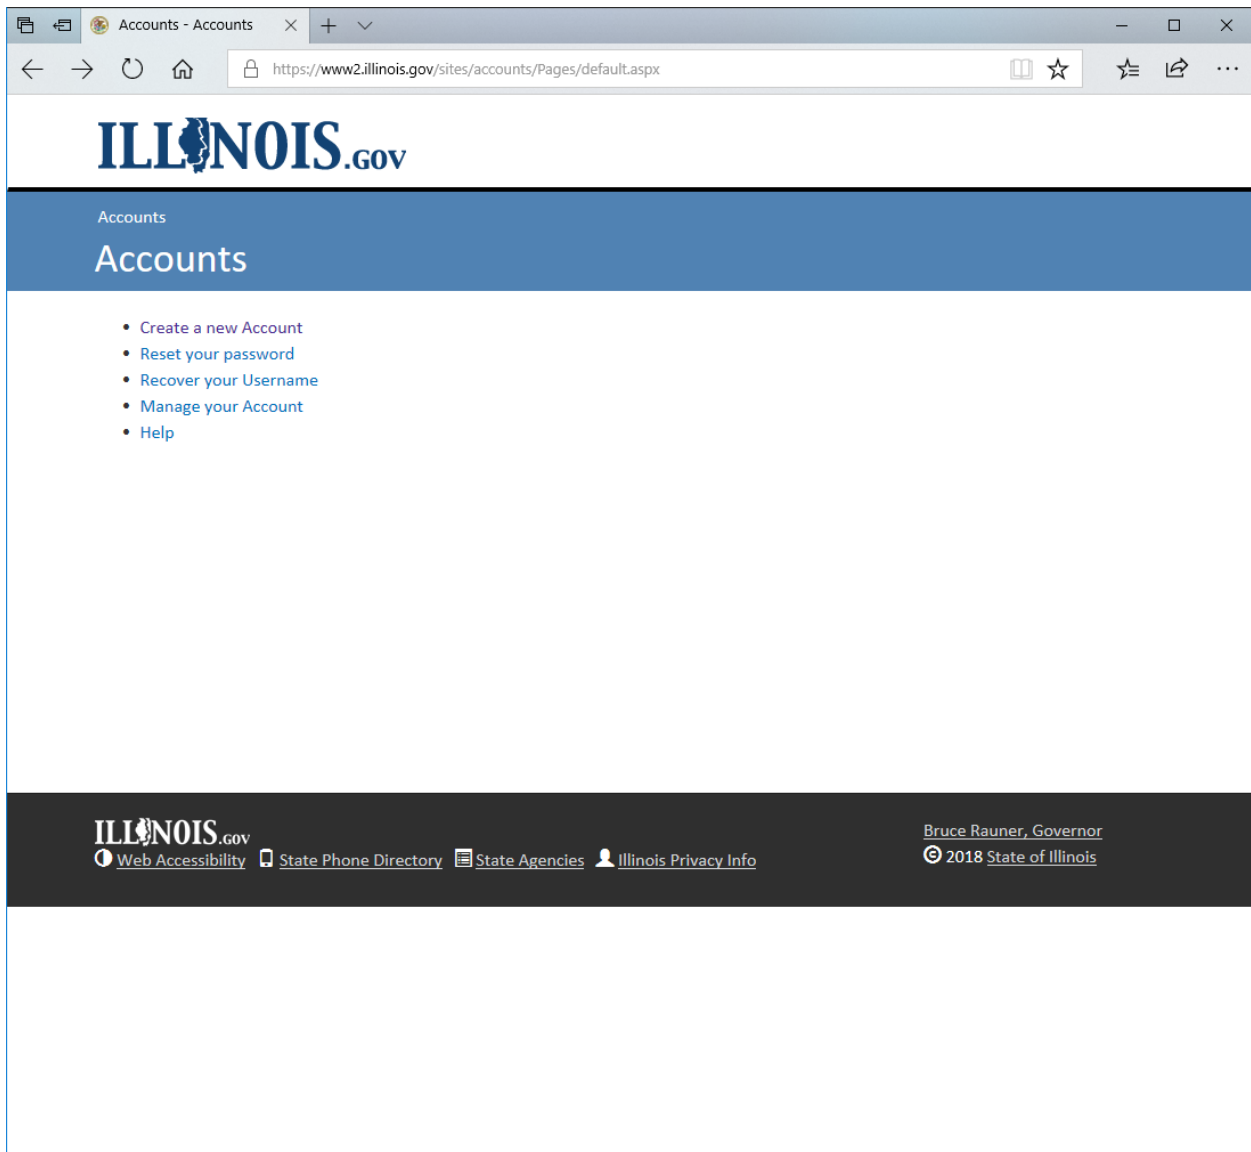 Accounts - Accounts
https://www2.illinois.gov/sites/accounts/Pages/default.aspx
ILLINOIS.GOV
Accounts
Accounts
Create a new Account
Reset your password
Recover your Username
Manage your Account
Help
ILLINOIS.GOV
Web Accessibility State Phone Directory State Agencies Illinois Privacy Info
Bruce Rauner, Governor
© 2018 State of Illinois